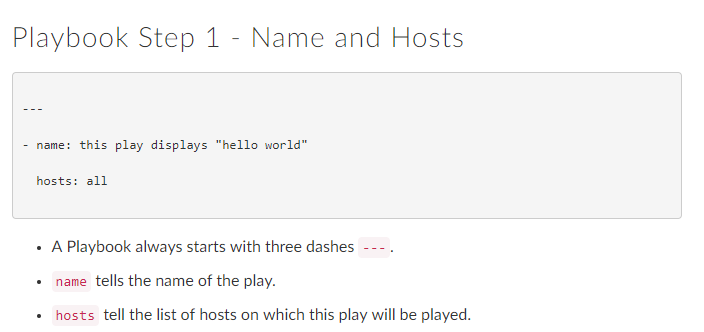 Playbook Step 1 - Name and Hosts
---
- name: this play displays "hello world"
hosts: all
• A Playbook always starts with three dashes ---.
• name tells the name of the play.
• hosts tell the list of hosts on which this play will be played.